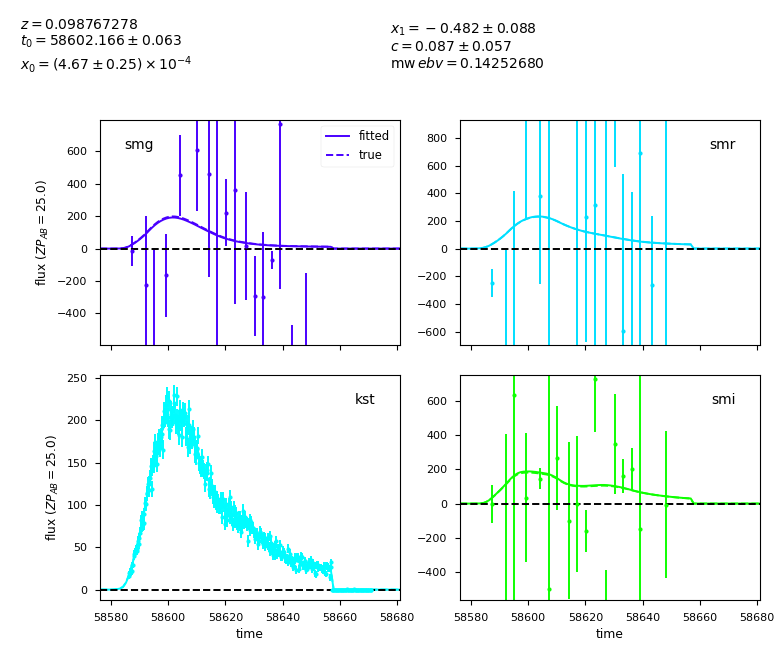 z = 0.098767278
t₀ = 58602.166 ± 0.063
x₀ = (4.67 ± 0.25) × 10⁻⁴
x₁ = −0.482 ± 0.088
c = 0.087 ± 0.057
mw ebv = 0.14252680
smg
fitted
true
600
400
200
0
−200
−400
flux (ZP_AB = 25.0)
smr
800
600
400
200
0
−200
−400
−600
kst
250
200
150
100
50
0
flux (ZP_AB = 25.0)
58580 58600 58620 58640 58660 58680
time
smi
600
400
200
0
−200
−400
58580 58600 58620 58640 58660 58680
time